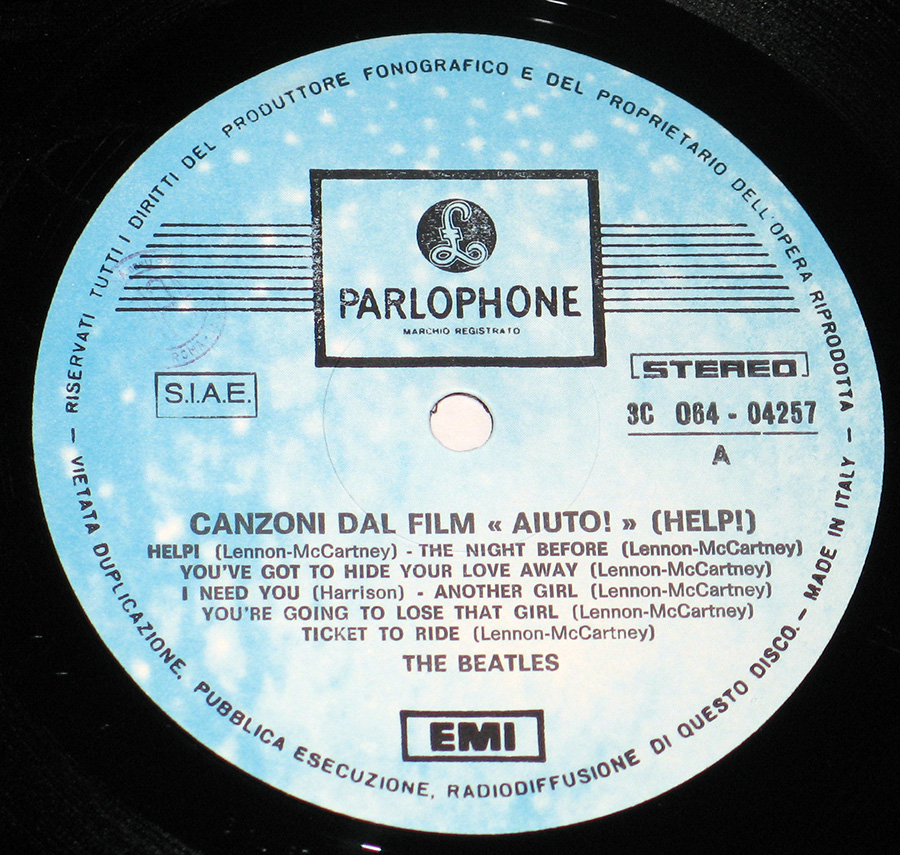 — RISERVATI TUTTI I DIRITTI DEL PRODUTTORE FONOGRAFICO E DEL PROPRIETARIO DELL'OPERA RIPRODOTTA —
£
PARLOPHONE
MARCHIO REGISTRATO
S.I.A.E.
STEREO
3C 064 - 04257
A
CANZONI DAL FILM « AIUTO! » (HELP!)
HELP! (Lennon-McCartney) - THE NIGHT BEFORE (Lennon-McCartney)
YOU'VE GOT TO HIDE YOUR LOVE AWAY (Lennon-McCartney)
I NEED YOU (Harrison) - ANOTHER GIRL (Lennon-McCartney)
YOU'RE GOING TO LOSE THAT GIRL (Lennon-McCartney)
TICKET TO RIDE (Lennon-McCartney)
THE BEATLES
EMI
VIETATA DUPLICAZIONE, PUBBLICA ESECUZIONE, RADIODIFFUSIONE DI QUESTO DISCO. — MADE IN ITALY